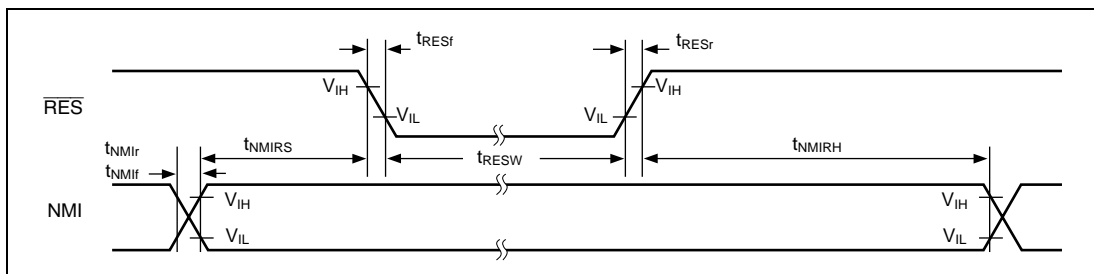 tRESf
tRESr
VIH
VIH
RES
VIL
VIL
tNMIr
tNMIRS
tNMIRH
tRESW
tNMIf
VIH
VIH
NMI
VIL
VIL